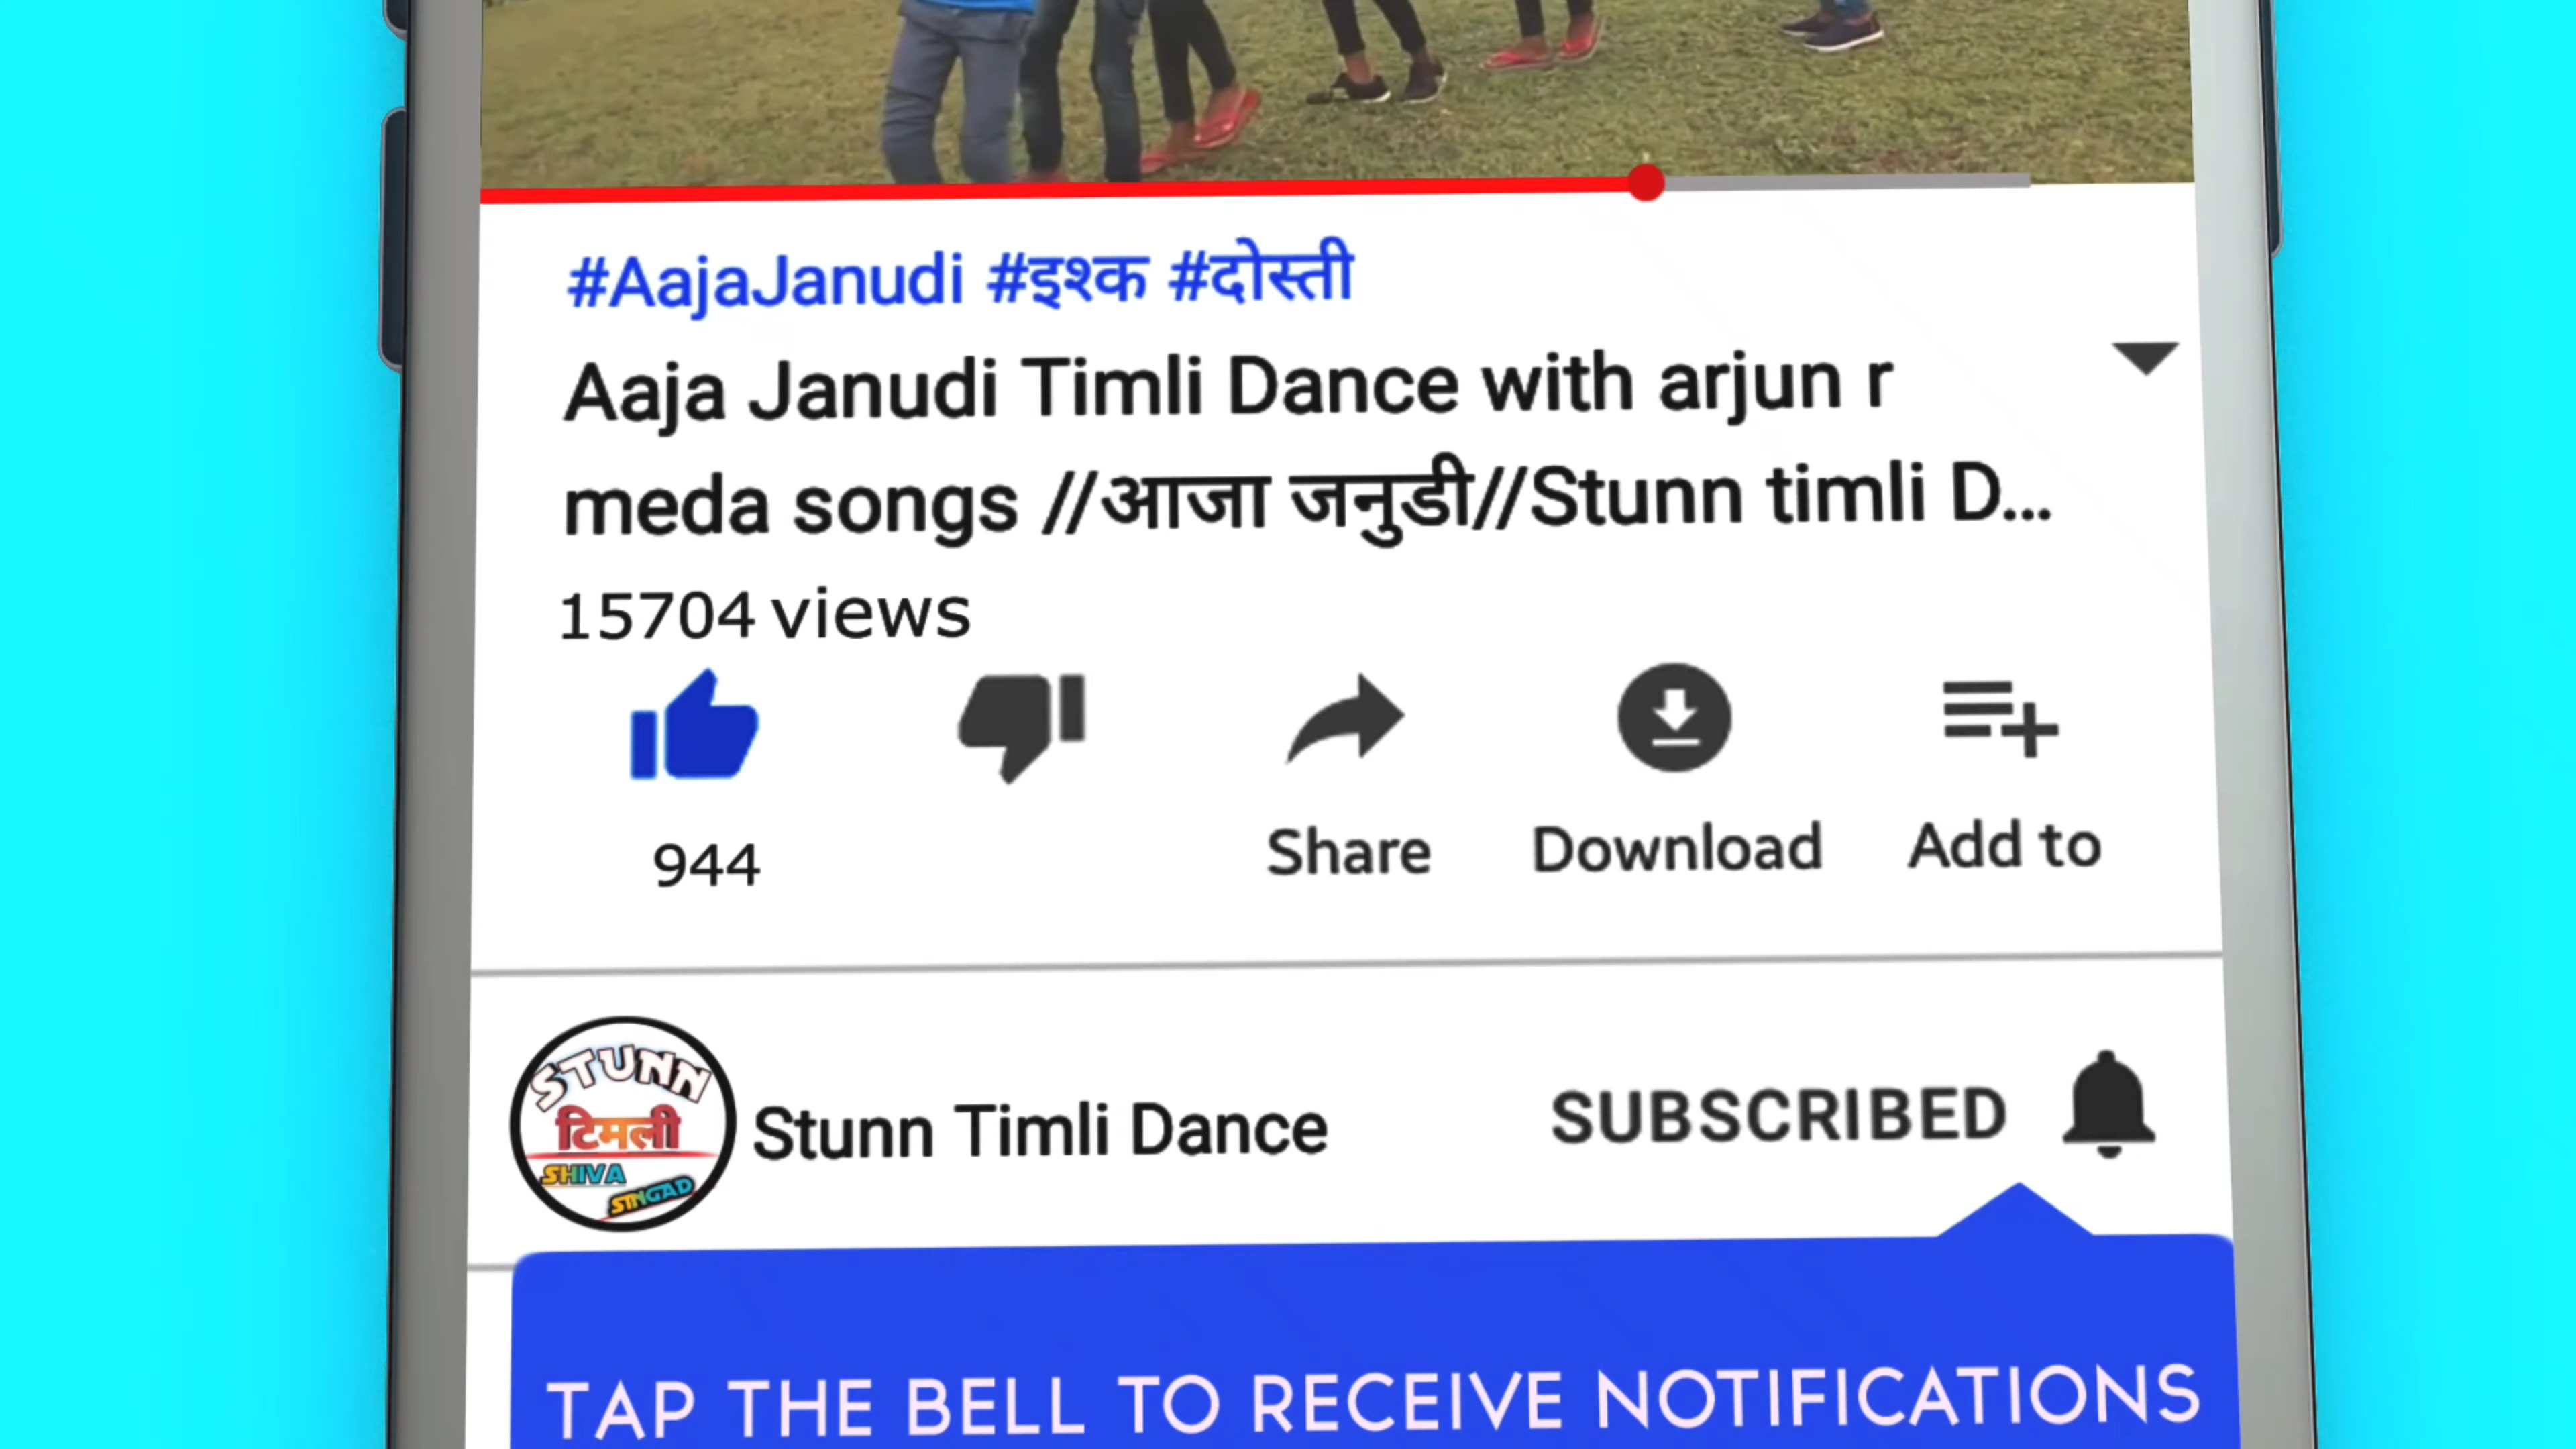 #AajaJanudi #इश्क #दोस्ती
Aaja Janudi Timli Dance with arjun r
meda songs //आजा जनुडी//Stunn timli D...
15704 views
944
Share
Download
Add to
STUNN
टिमली
SHIVA
SINGAD
Stunn Timli Dance
SUBSCRIBED
TAP THE BELL TO RECEIVE NOTIFICATIONS